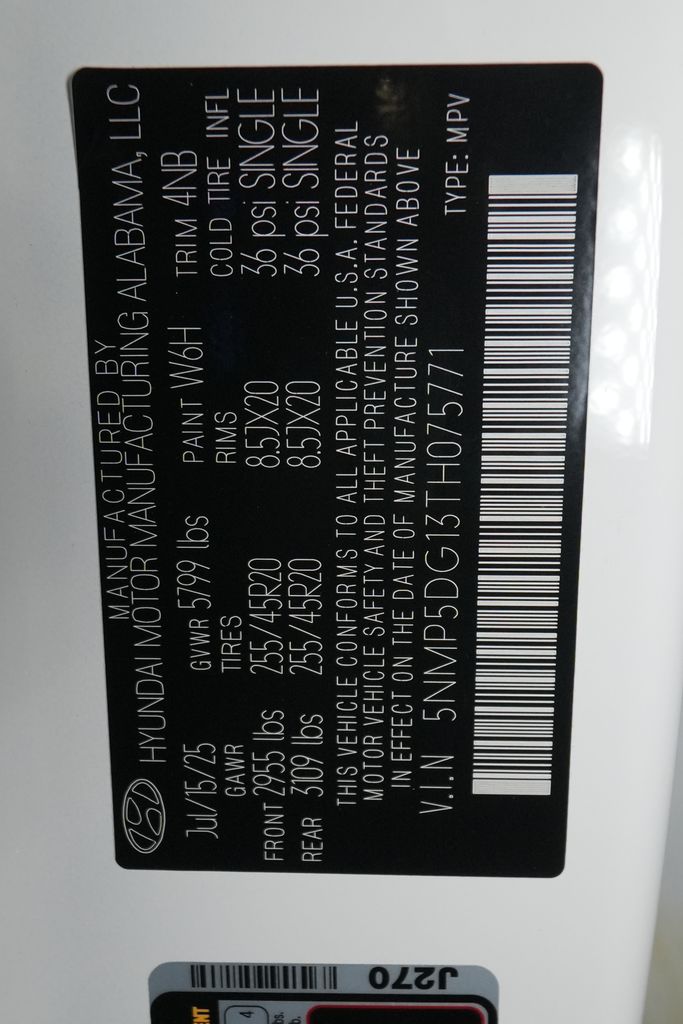 MANUFACTURED BY
HYUNDAI MOTOR MANUFACTURING ALABAMA, LLC
Jul/15/25 GVWR 5799 lbs PAINT W6H TRIM 4NB
GAWR TIRES RIMS COLD TIRE INFL
FRONT 2955 lbs 255/45R20 8.5JX20 36 psi SINGLE
REAR 3109 lbs 255/45R20 8.5JX20 36 psi SINGLE
THIS VEHICLE CONFORMS TO ALL APPLICABLE U.S.A. FEDERAL
MOTOR VEHICLE SAFETY AND THEFT PREVENTION STANDARDS
IN EFFECT ON THE DATE OF MANUFACTURE SHOWN ABOVE
V.I.N 5NMP5DG13TH075771 TYPE: MPV
J270
4